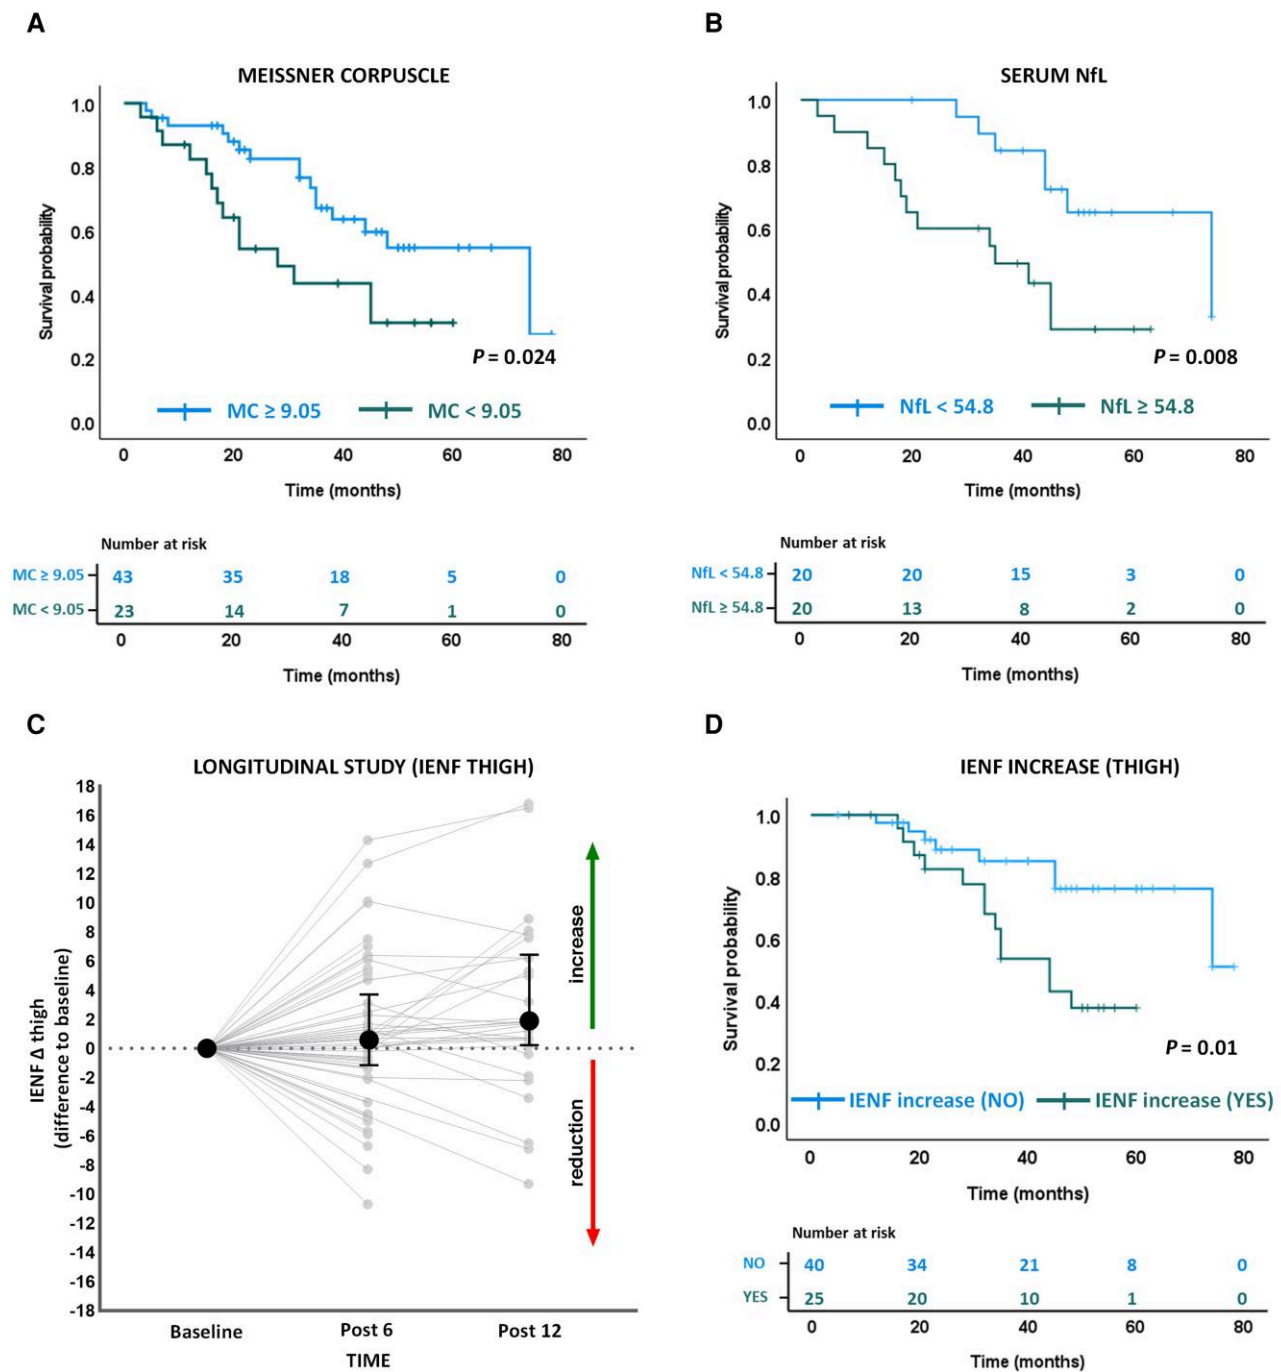 A
MEISSNER CORPUSCLE
Survival probability
1.0
0.8
0.6
0.4
0.2
0.0
P = 0.024
MC ≥ 9.05 MC < 9.05
0 20 40 60 80
Time (months)
Number at risk
MC ≥ 9.05 43 35 18 5 0
MC < 9.05 23 14 7 1 0
0 20 40 60 80
Time (months)
B
SERUM NfL
Survival probability
1.0
0.8
0.6
0.4
0.2
0.0
P = 0.008
NfL < 54.8 NfL ≥ 54.8
0 20 40 60 80
Time (months)
Number at risk
NfL < 54.8 20 20 15 3 0
NfL ≥ 54.8 20 13 8 2 0
0 20 40 60 80
Time (months)
C
LONGITUDINAL STUDY (IENF THIGH)
IENF Δ thigh
(difference to baseline)
18
16
14
12
10
8
6
4
2
0
-2
-4
-6
-8
-10
-12
-14
-16
-18
increase
reduction
Baseline Post 6 Post 12
TIME
D
IENF INCREASE (THIGH)
Survival probability
1.0
0.8
0.6
0.4
0.2
0.0
P = 0.01
IENF increase (NO) IENF increase (YES)
0 20 40 60 80
Time (months)
Number at risk
NO 40 34 21 8 0
YES 25 20 10 1 0
0 20 40 60 80
Time (months)